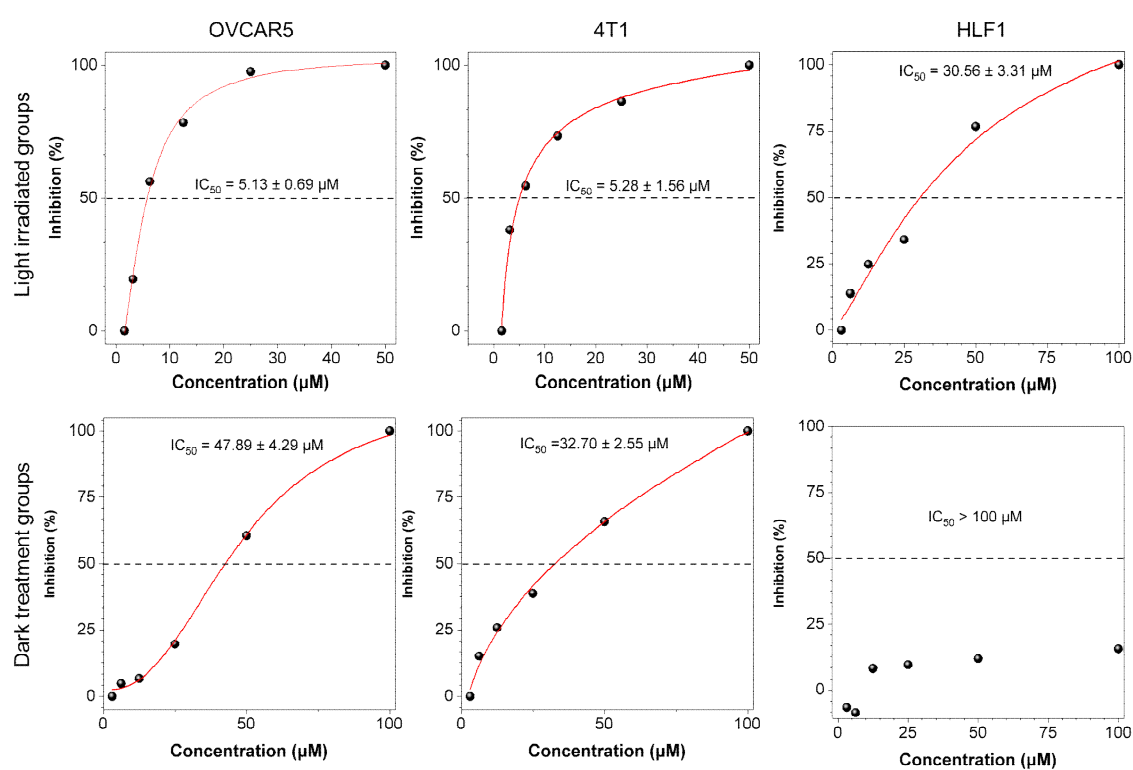 OVCAR5
4T1
HLF1
Light irradiated groups
Inhibition (%)
100
50
0
IC50 = 5.13 ± 0.69 µM
0 10 20 30 40 50
Concentration (µM)
Inhibition (%)
100
50
0
IC50 = 5.28 ± 1.56 µM
0 10 20 30 40 50
Concentration (µM)
Inhibition (%)
100
75
50
25
0
IC50 = 30.56 ± 3.31 µM
0 25 50 75 100
Concentration (µM)
Dark treatment groups
Inhibition (%)
100
75
50
25
0
IC50 = 47.89 ± 4.29 µM
0 50 100
Concentration (µM)
Inhibition (%)
100
75
50
25
0
IC50 =32.70 ± 2.55 µM
0 50 100
Concentration (µM)
Inhibition (%)
100
75
50
25
0
IC50 > 100 µM
0 25 50 75 100
Concentration (µM)